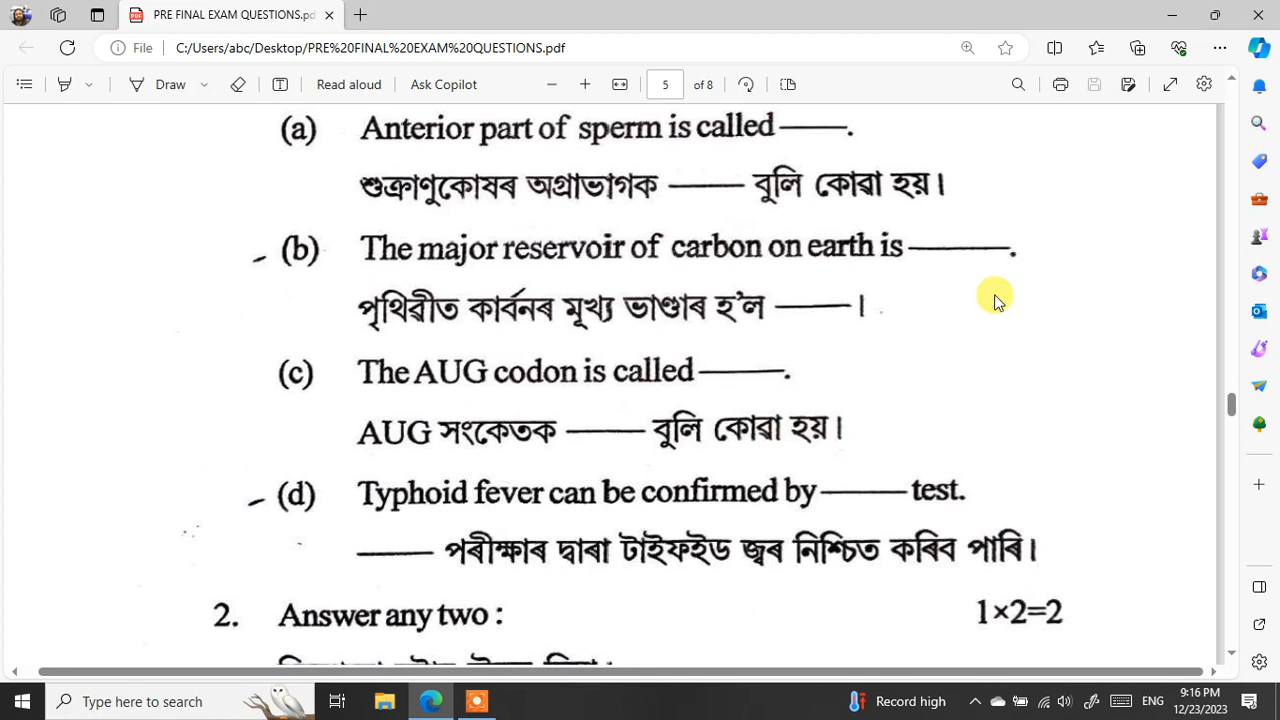 PRE FINAL EXAM QUESTIONS.pd
File C:/Users/abc/Desktop/PRE%20FINAL%20EXAM%20QUESTIONS.pdf
Draw Read aloud Ask Copilot 5 of 8
(a) Anterior part of sperm is called ——.
শুক্ৰাণুকোষৰ অগ্ৰাভাগক —— বুলি কোৱা হয়।
(b) The major reservoir of carbon on earth is ———.
পৃথিৱীত কাৰ্বনৰ মূখ্য ভাণ্ডাৰ হ'ল ——।
(c) The AUG codon is called ——.
AUG সংকেতক —— বুলি কোৱা হয়।
(d) Typhoid fever can be confirmed by —— test.
—— পৰীক্ষাৰ দ্বাৰা টাইফইড জ্বৰ নিশ্চিত কৰিব পাৰি।
2. Answer any two : 1×2=2
Type here to search Record high ENG 9:16 PM
12/23/2023